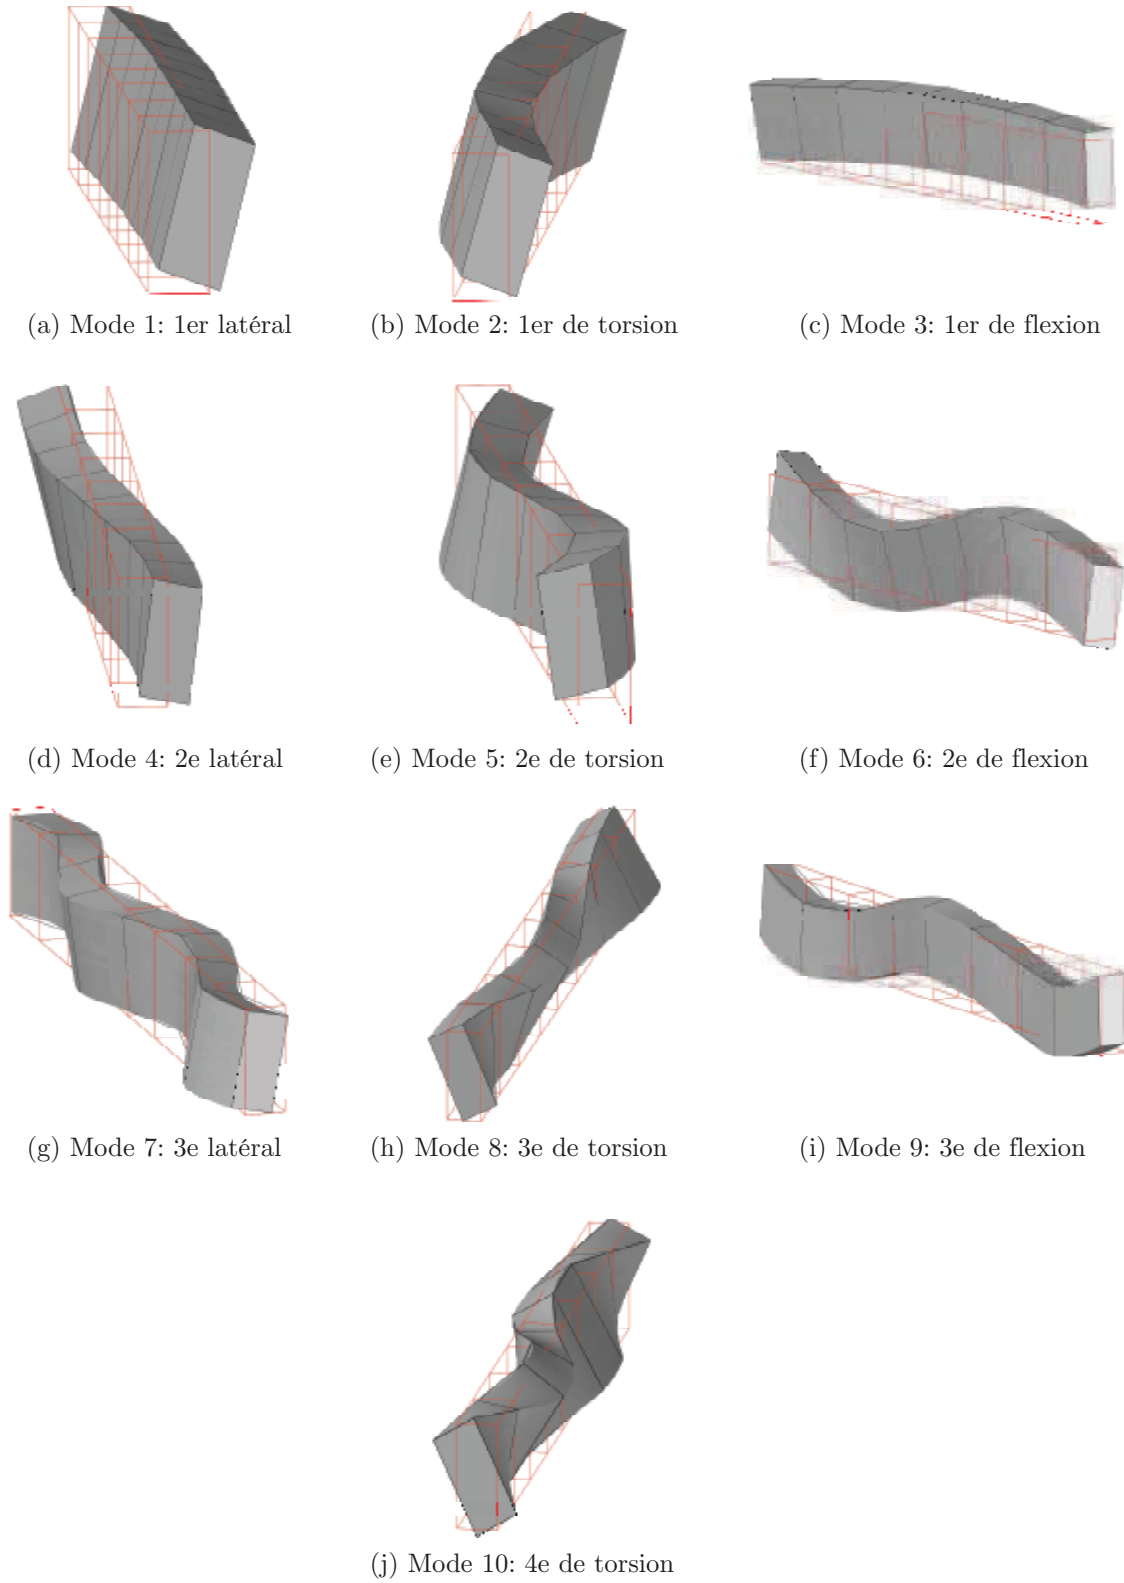 (a) Mode 1: 1er latéral
(b) Mode 2: 1er de torsion
(c) Mode 3: 1er de flexion
(d) Mode 4: 2e latéral
(e) Mode 5: 2e de torsion
(f) Mode 6: 2e de flexion
(g) Mode 7: 3e latéral
(h) Mode 8: 3e de torsion
(i) Mode 9: 3e de flexion
(j) Mode 10: 4e de torsion